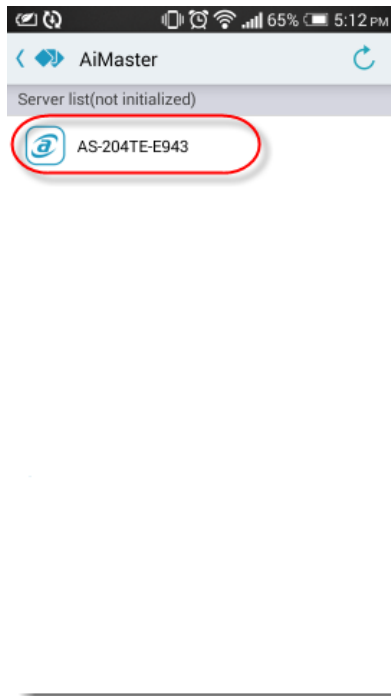 65% 5:12 PM
AiMaster
Server list(not initialized)
AS-204TE-E943